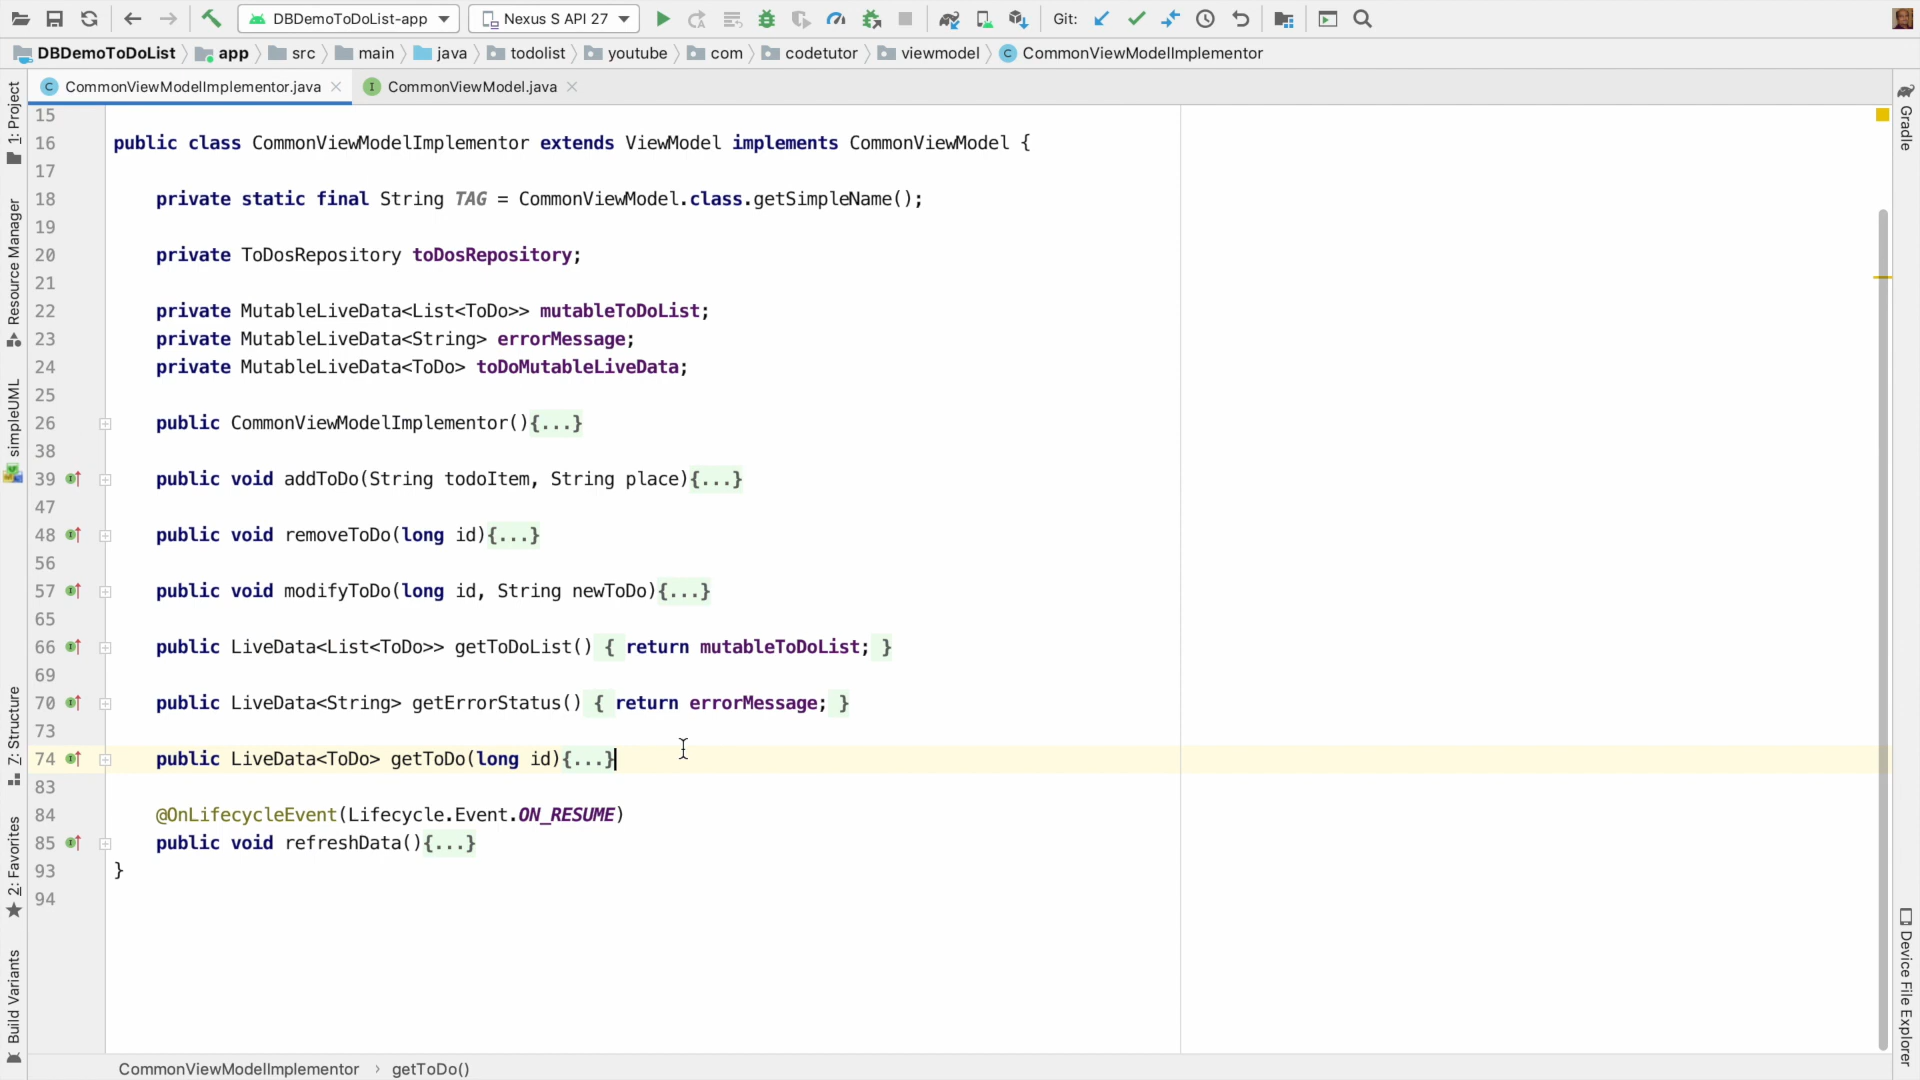 DBDemoToDoList-app
Nexus S API 27
Git:
DBDemoToDoList
app
src
main
java
todolist
youtube
com
codetutor
viewmodel
CommonViewModelImplementor
CommonViewModelImplementor.java
CommonViewModel.java
1: Project
Resource Manager
simpleUML
7: Structure
2: Favorites
Build Variants
15
16 public class CommonViewModelImplementor extends ViewModel implements CommonViewModel {
17
18 private static final String TAG = CommonViewModel.class.getSimpleName();
19
20 private ToDosRepository toDosRepository;
21
22 private MutableLiveData<List<ToDo>> mutableToDoList;
23 private MutableLiveData<String> errorMessage;
24 private MutableLiveData<ToDo> toDoMutableLiveData;
25
26 public CommonViewModelImplementor(){...}
38
39 public void addToDo(String todoItem, String place){...}
47
48 public void removeToDo(long id){...}
56
57 public void modifyToDo(long id, String newToDo){...}
65
66 public LiveData<List<ToDo>> getToDoList() { return mutableToDoList; }
69
70 public LiveData<String> getErrorStatus() { return errorMessage; }
73
74 public LiveData<ToDo> getToDo(long id){...}
83
84 @OnLifecycleEvent(Lifecycle.Event.ON_RESUME)
85 public void refreshData(){...}
93 }
94
Gradle
Device File Explorer
CommonViewModelImplementor › getToDo()